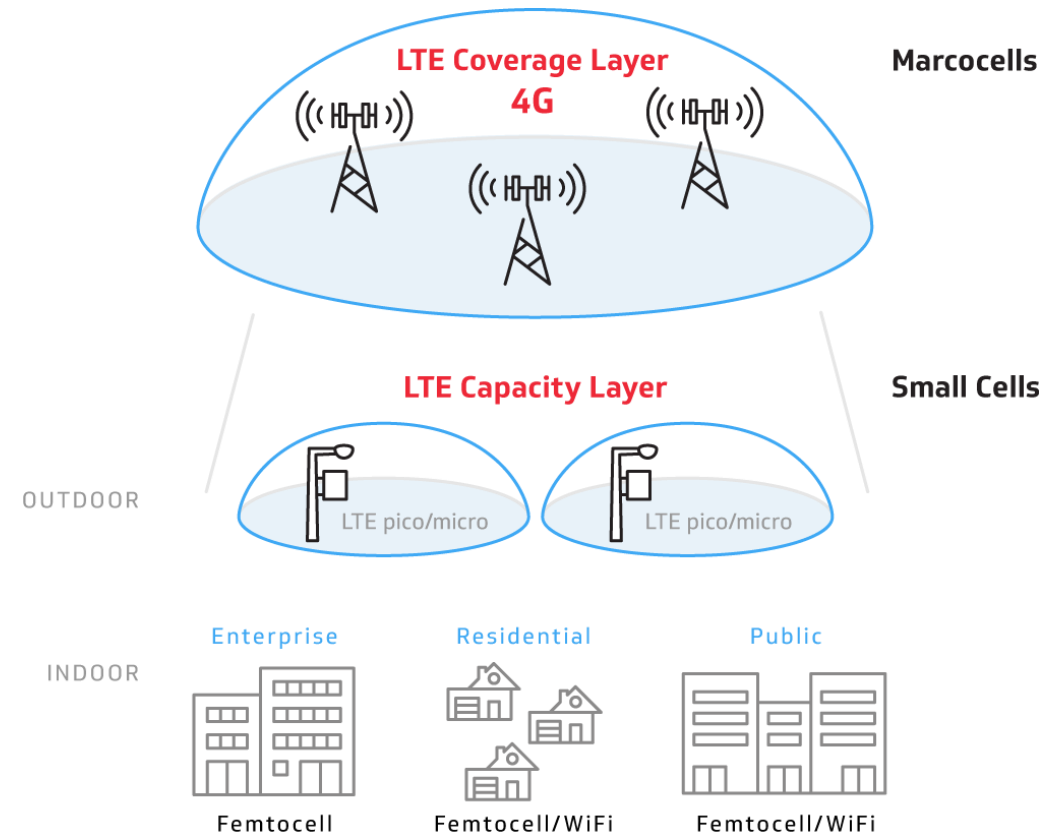 LTE Coverage Layer
4G
Marcocells
LTE Capacity Layer
Small Cells
OUTDOOR
LTE pico/micro
LTE pico/micro
Enterprise
Residential
Public
INDOOR
Femtocell
Femtocell/WiFi
Femtocell/WiFi